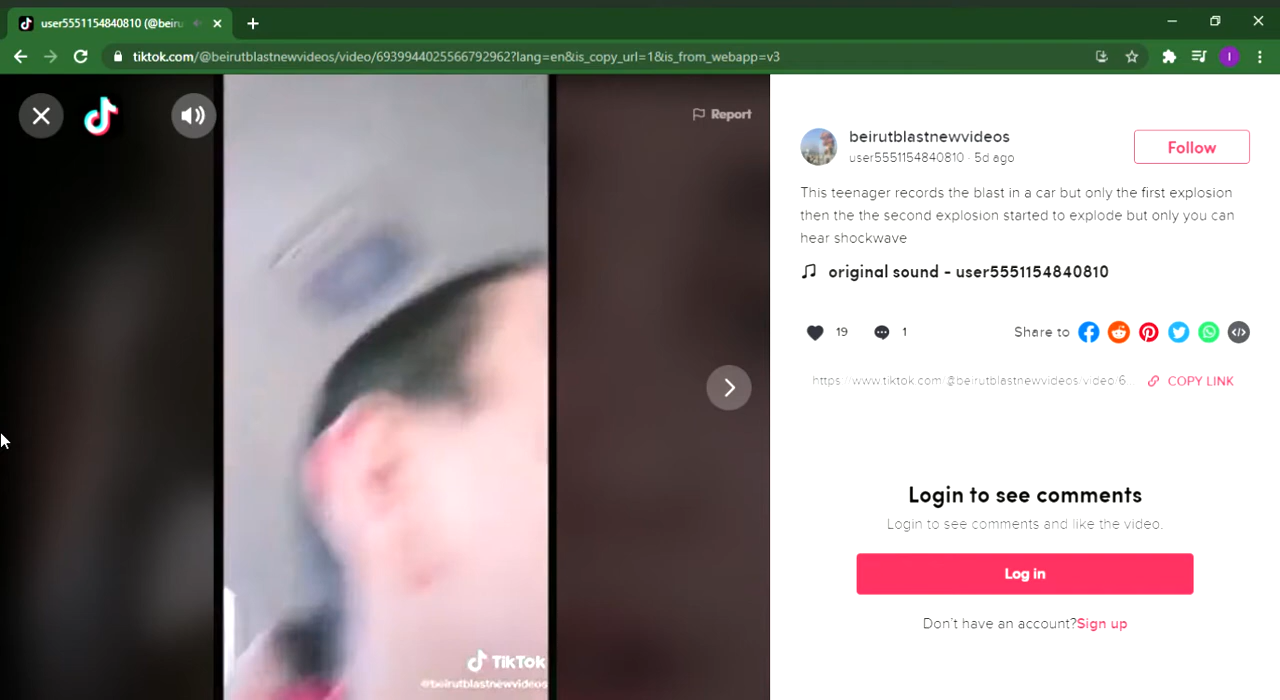 user5551154840810 (@beiru
tiktok.com/@beirutblastnewvideos/video/6939944025566792962?lang=en&is_copy_url=1&is_from_webapp=v3
I
Report
beirutblastnewvideos
user5551154840810 · 5d ago
Follow
This teenager records the blast in a car but only the first explosion
then the the second explosion started to explode but only you can
hear shockwave
original sound - user5551154840810
19
1
Share to
https://www.tiktok.com/@beirutblastnewvideos/video/6...
COPY LINK
Login to see comments
Login to see comments and like the video.
Log in
Don't have an account?Sign up
TikTok
@beirutblastnewvideos